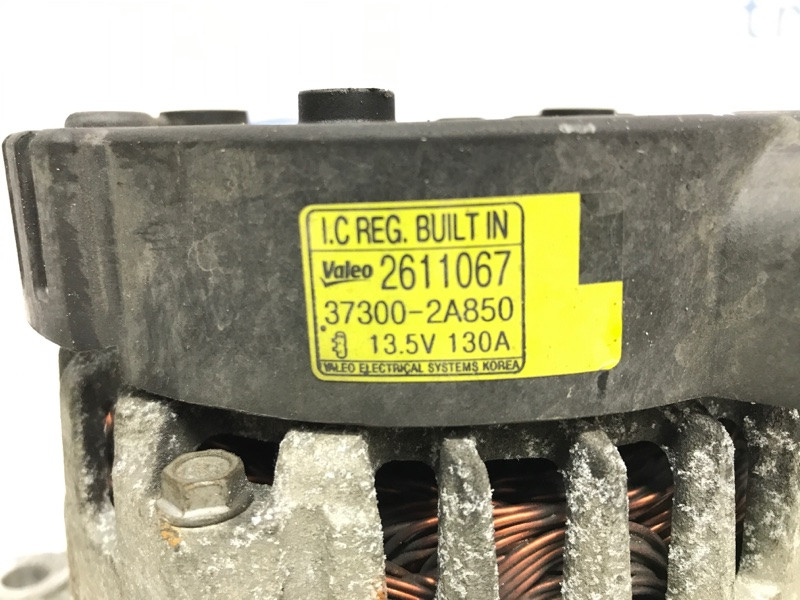 I.C REG. BUILT IN
Valeo 2611067
37300-2A850
13.5V 130A
VALEO ELECTRICAL SYSTEMS KOREA